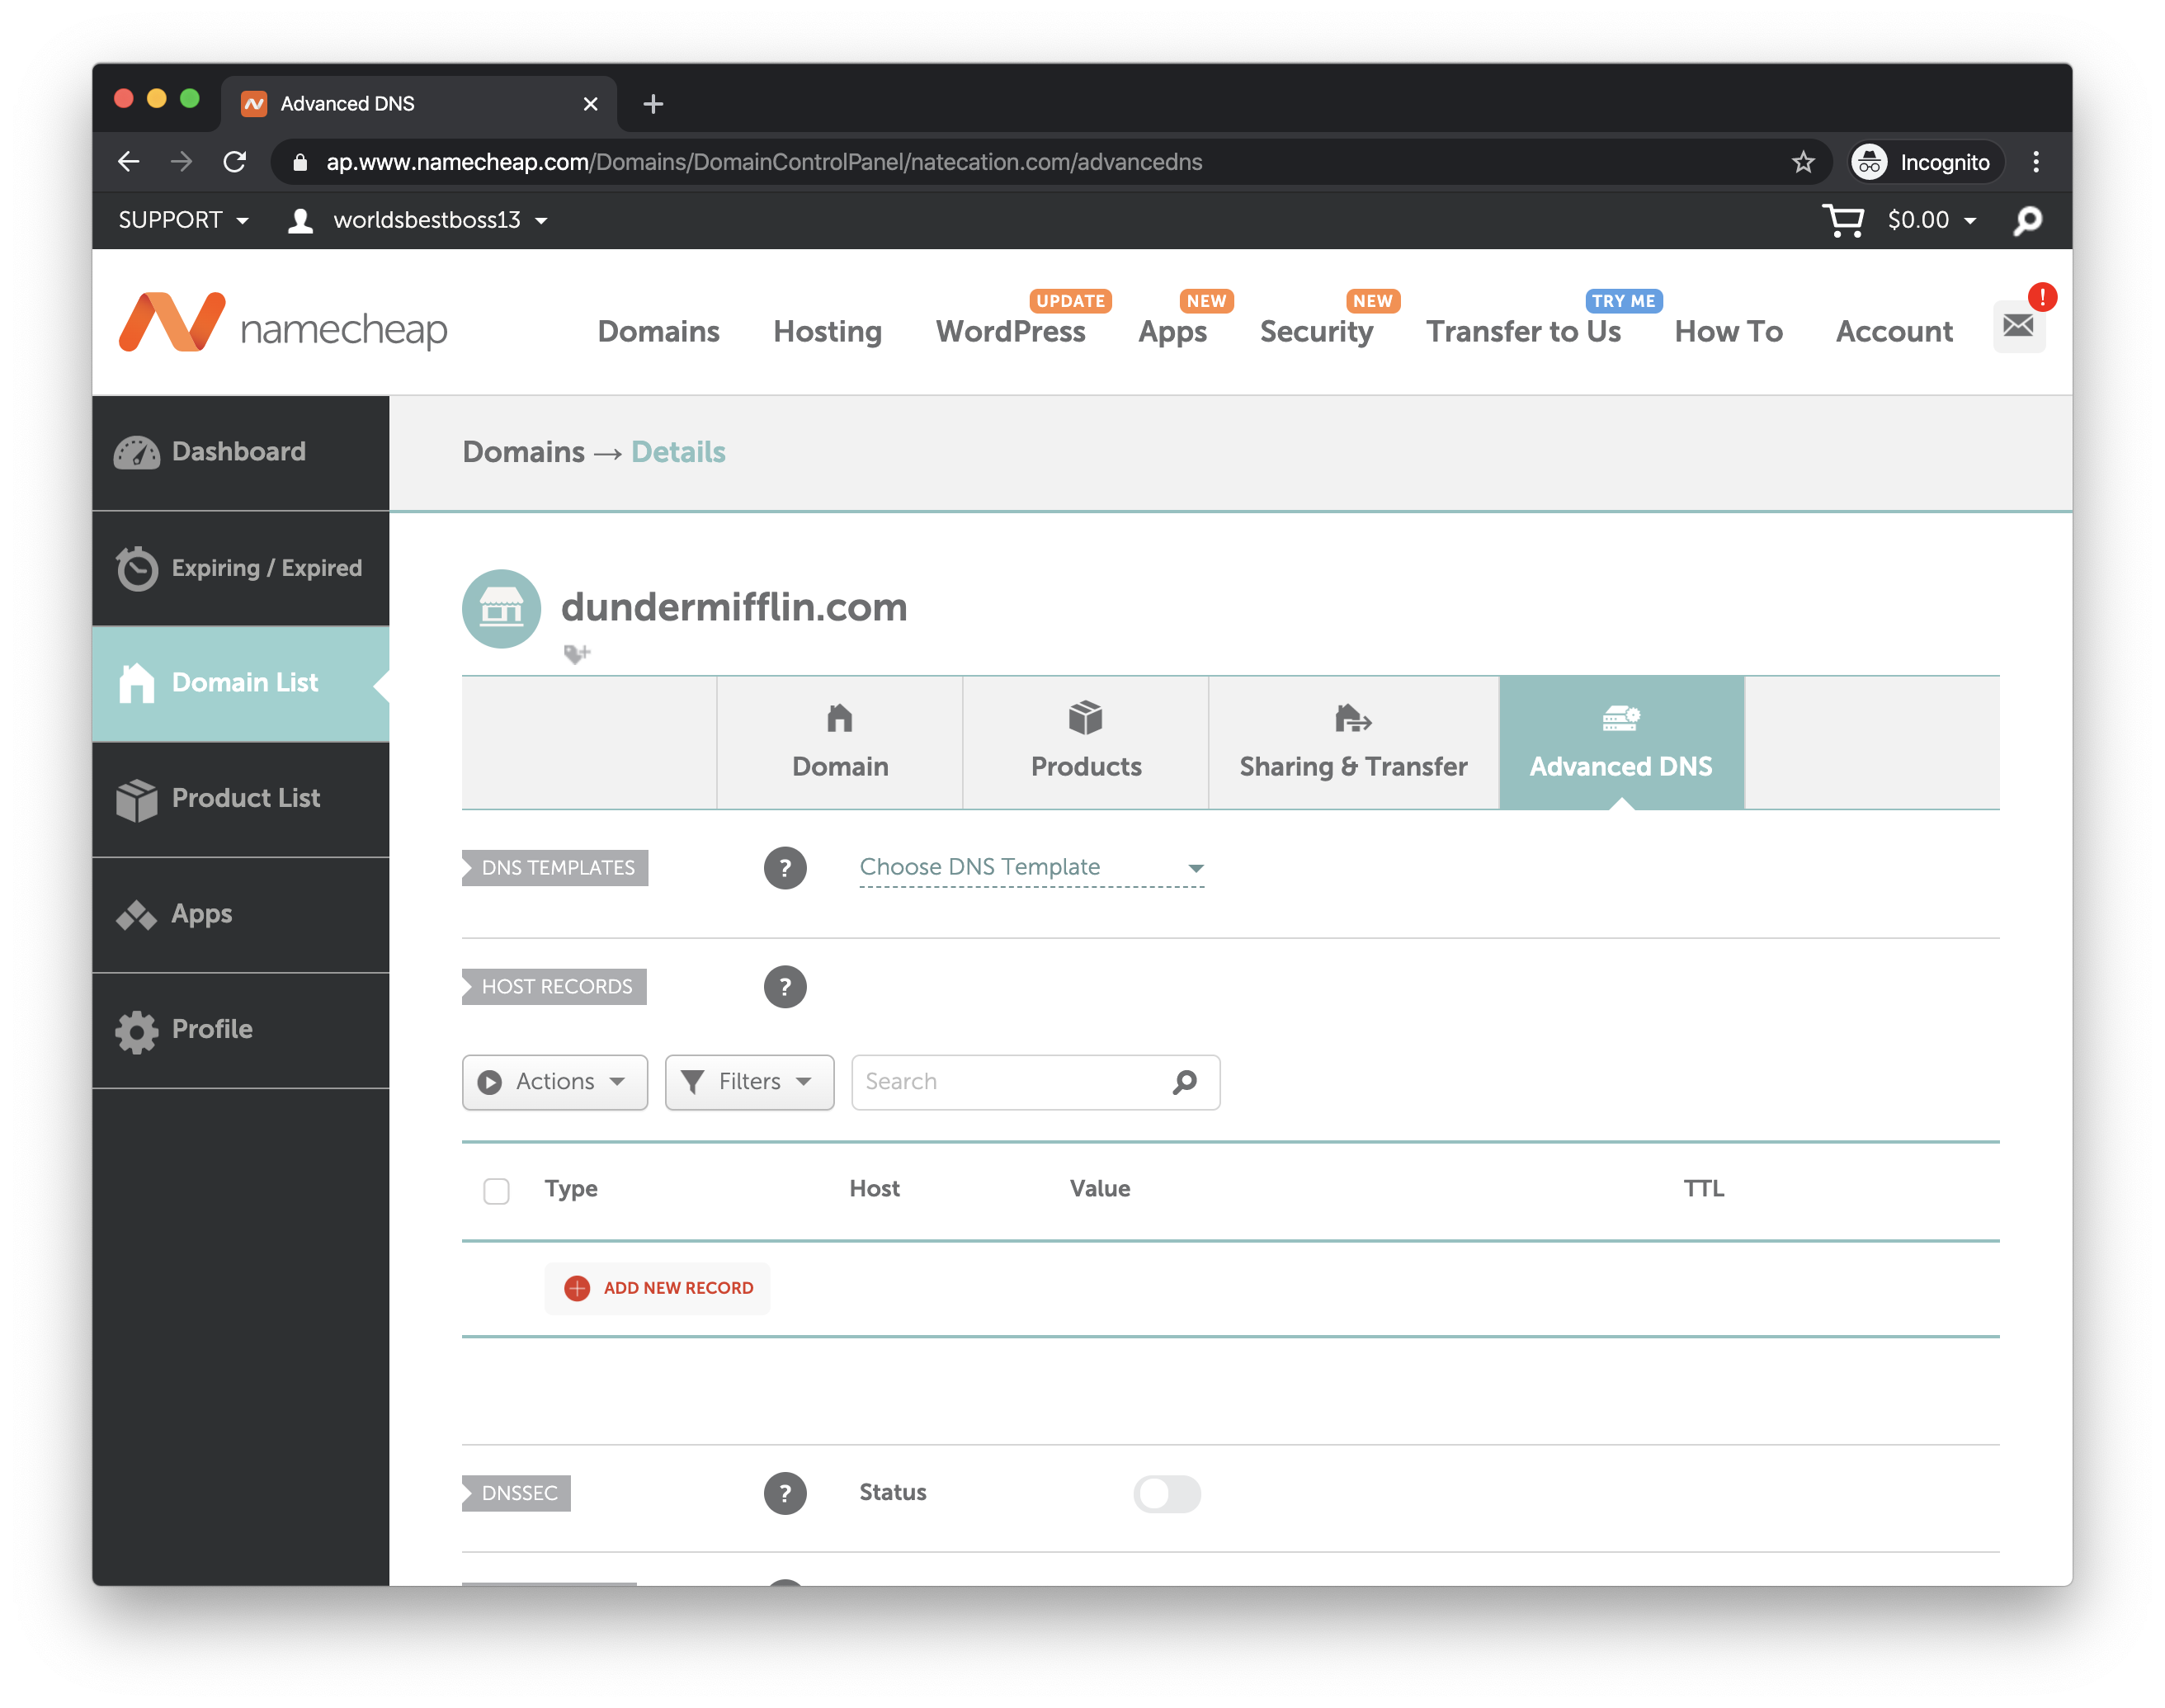 Advanced DNS
ap.www.namecheap.com/Domains/DomainControlPanel/natecation.com/advancedns
Incognito
SUPPORT
worldsbestboss13
$0.00
namecheap
Domains
Hosting
UPDATE
WordPress
NEW
Apps
NEW
Security
TRY ME
Transfer to Us
How To
Account
!
Dashboard
Expiring / Expired
Domain List
Product List
Apps
Profile
Domains → Details
dundermifflin.com
Domain
Products
Sharing & Transfer
Advanced DNS
DNS TEMPLATES
?
Choose DNS Template
HOST RECORDS
?
Actions
Filters
Search
Type Host Value TTL
ADD NEW RECORD
DNSSEC
?
Status